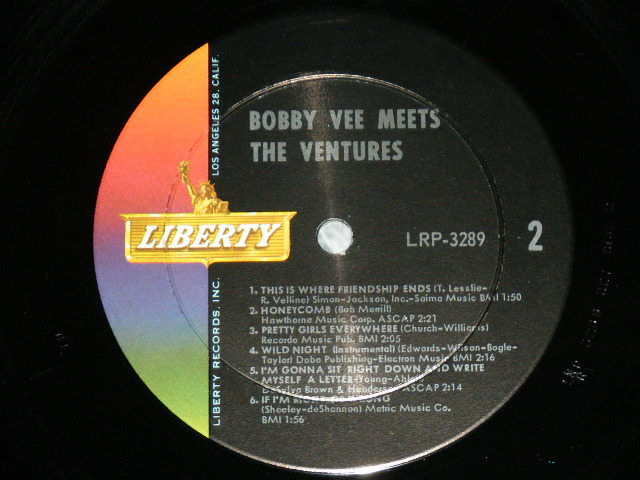 BOBBY VEE MEETS
THE VENTURES
LIBERTY
LRP-3289
2
1. THIS IS WHERE FRIENDSHIP ENDS (T. Lesslie-
R. Velline) Simon-Jackson, Inc.-Saima Music BMI 1:50
2. HONEYCOMB (Bob Merrill)
Hawthorne Music Corp. ASCAP 2:21
3. PRETTY GIRLS EVERYWHERE (Church-Williams)
Recordo Music Pub. BMI 2:05
4. WILD NIGHT (Instrumental) (Edwards-Wilson-Bogle-
Taylor) Dobo Publishing-Electron Music BMI 2:16
5. I'M GONNA SIT RIGHT DOWN AND WRITE
MYSELF A LETTER (Young-Ahlert)
Brown & Henderson ASCAP 2:14
6. IF I'M RIGHT OR WRONG
(Sheeley-deShannon) Metric Music Co.
BMI 1:56
LIBERTY RECORDS, INC.
LOS ANGELES 28, CALIF.